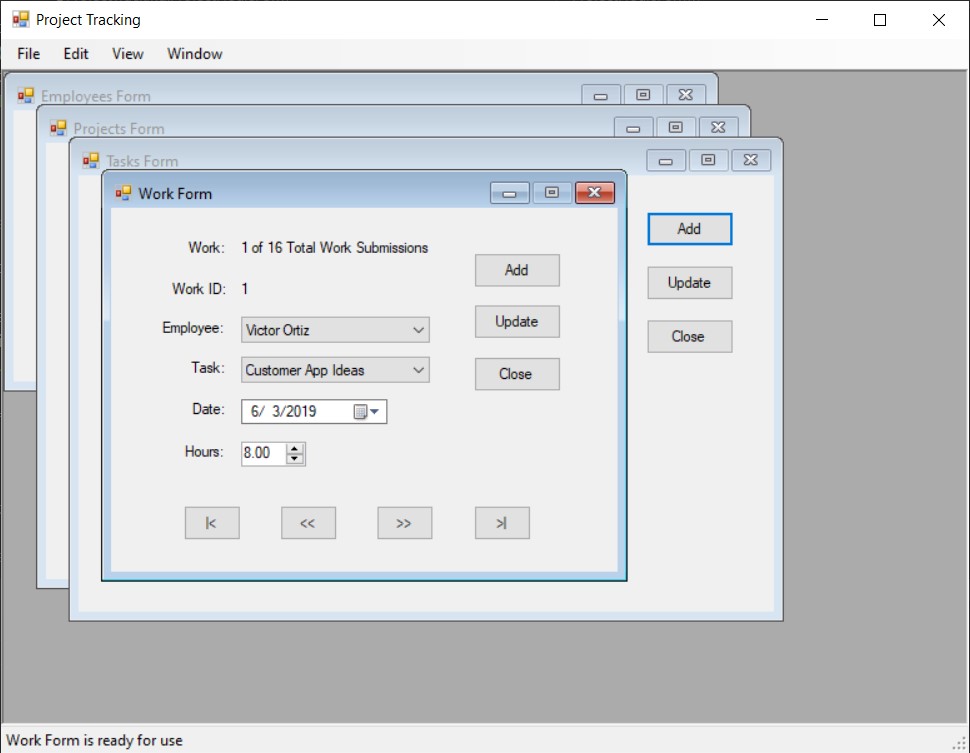 Project Tracking
File Edit View Window
Employees Form
Projects Form
Tasks Form
Work Form
Work: 1 of 16 Total Work Submissions
Work ID: 1
Employee: Victor Ortiz
Task: Customer App Ideas
Date: 6/ 3/2019
Hours: 8.00
Add
Update
Close
|< << >> >|
Add
Update
Close
Work Form is ready for use